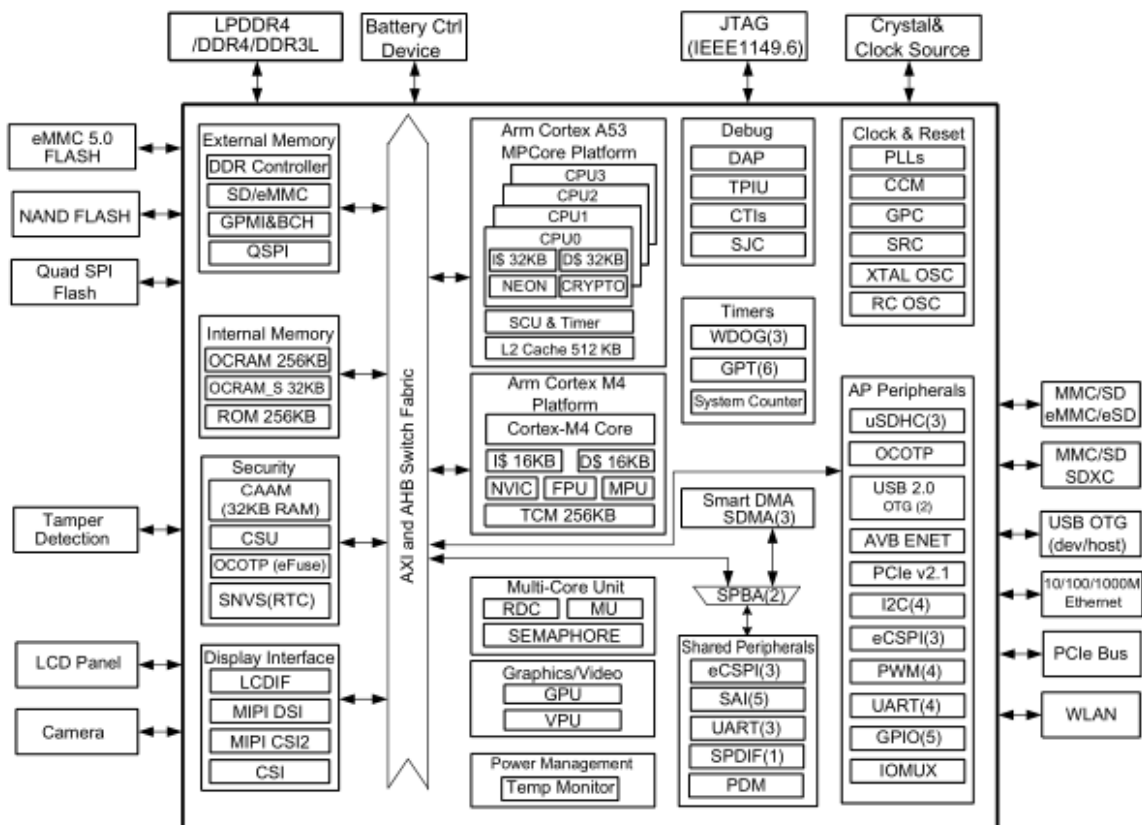 LPDDR4
/DDR4/DDR3L
Battery Ctrl
Device
JTAG
(IEEE1149.6)
Crystal&
Clock Source
eMMC 5.0
FLASH
NAND FLASH
Quad SPI
Flash
Tamper
Detection
LCD Panel
Camera
External Memory
DDR Controller
SD/eMMC
GPMI&BCH
QSPI
Internal Memory
OCRAM 256KB
OCRAM_S 32KB
ROM 256KB
Security
CAAM
(32KB RAM)
CSU
OCOTP (eFuse)
SNVS(RTC)
Display Interface
LCDIF
MIPI DSI
MIPI CSI2
CSI
AXI and AHB Switch Fabric
Arm Cortex A53
MPCore Platform
CPU3
CPU2
CPU1
CPU0
I$ 32KB
D$ 32KB
NEON
CRYPTO
SCU & Timer
L2 Cache 512 KB
Arm Cortex M4
Platform
Cortex-M4 Core
I$ 16KB
D$ 16KB
NVIC
FPU
MPU
TCM 256KB
Multi-Core Unit
RDC
MU
SEMAPHORE
Graphics/Video
GPU
VPU
Power Management
Temp Monitor
Debug
DAP
TPIU
CTIs
SJC
Timers
WDOG(3)
GPT(6)
System Counter
Smart DMA
SDMA(3)
SPBA(2)
Shared Peripherals
eCSPI(3)
SAI(5)
UART(3)
SPDIF(1)
PDM
Clock & Reset
PLLs
CCM
GPC
SRC
XTAL OSC
RC OSC
AP Peripherals
uSDHC(3)
OCOTP
USB 2.0
OTG (2)
AVB ENET
PCIe v2.1
I2C(4)
eCSPI(3)
PWM(4)
UART(4)
GPIO(5)
IOMUX
MMC/SD
eMMC/eSD
MMC/SD
SDXC
USB OTG
(dev/host)
10/100/1000M
Ethernet
PCIe Bus
WLAN